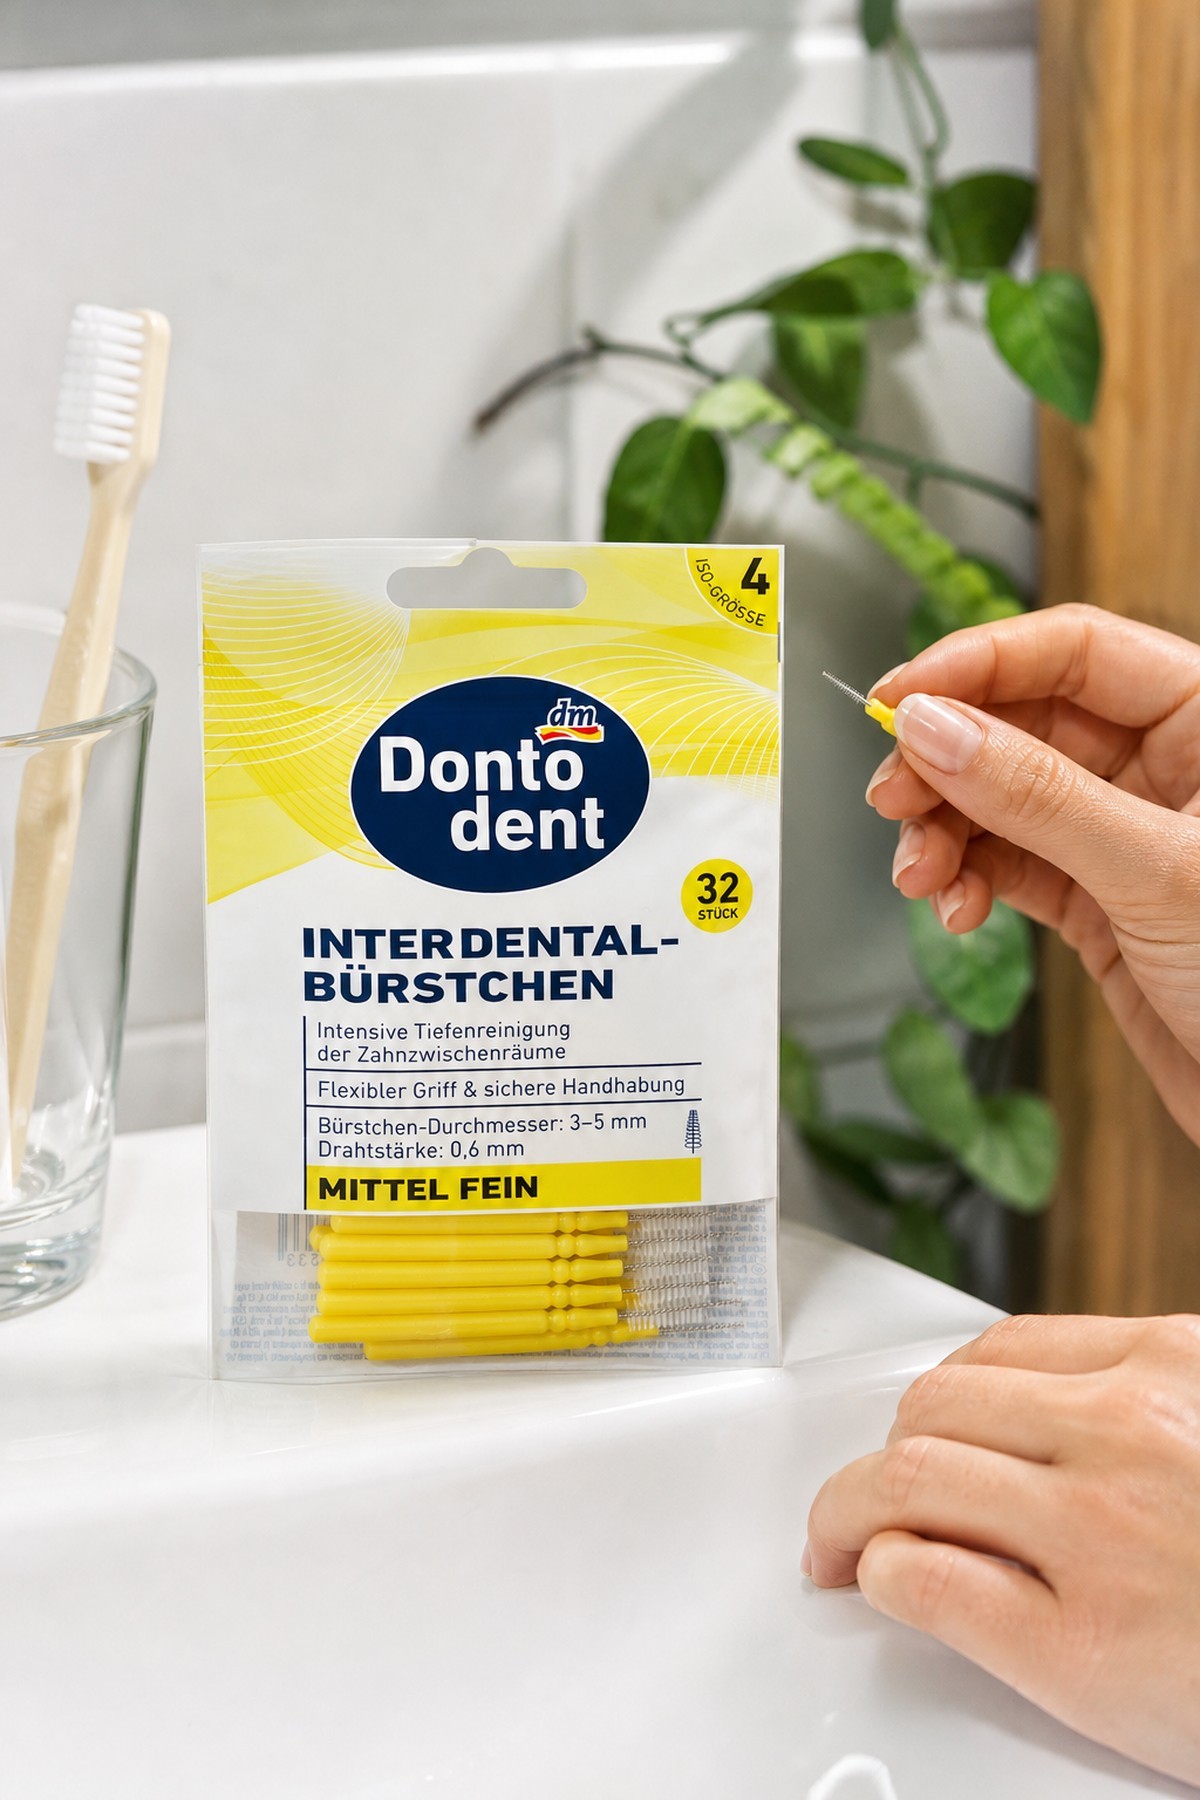 4
ISO-GRÖSSE
dm
Donto
dent
32
STÜCK
INTERDENTAL-
BÜRSTCHEN
Intensive Tiefenreinigung
der Zahnzwischenräume
Flexibler Griff & sichere Handhabung
Bürstchen-Durchmesser: 3–5 mm
Drahtstärke: 0,6 mm
MITTEL FEIN